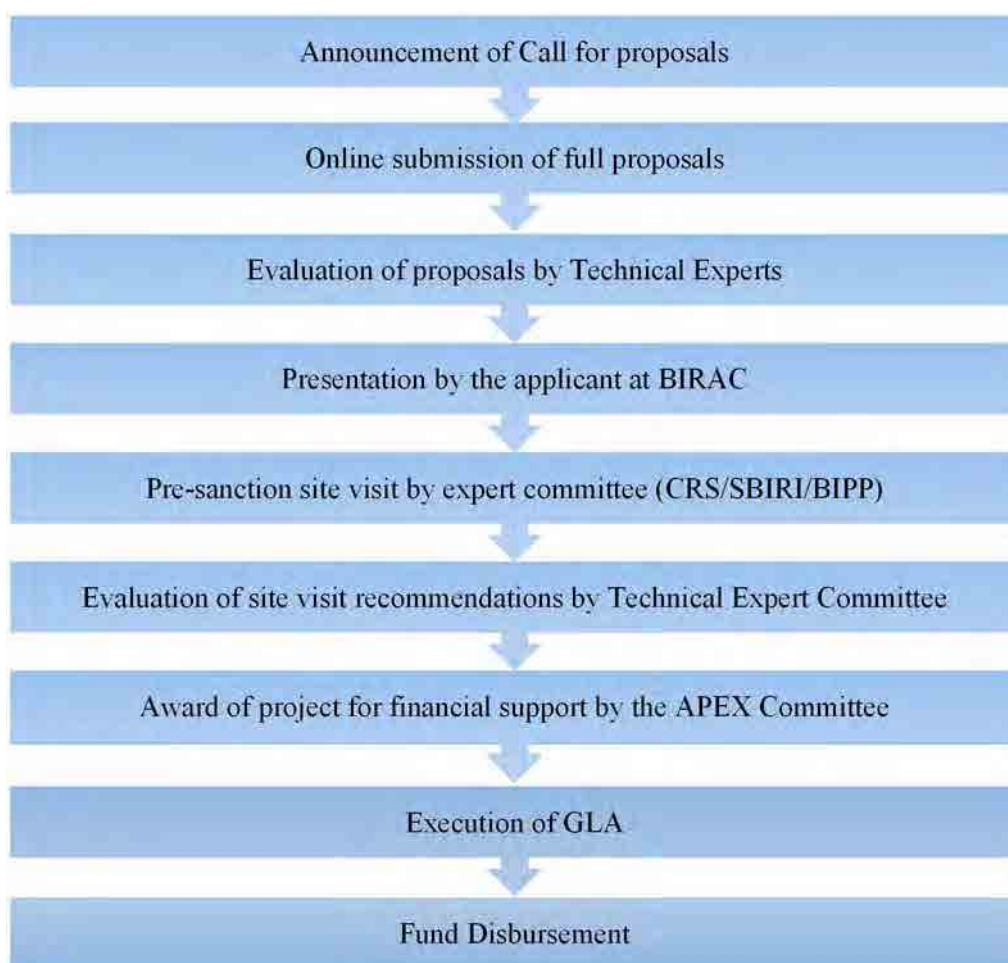 Announcement of Call for proposals
Online submission of full proposals
Evaluation of proposals by Technical Experts
Presentation by the applicant at BIRAC
Pre-sanction site visit by expert committee (CRS/SBIRI/BIPP)
Evaluation of site visit recommendations by Technical Expert Committee
Award of project for financial support by the APEX Committee
Execution of GLA
Fund Disbursement